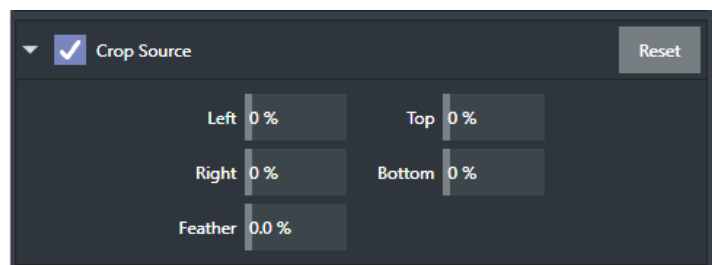 Crop Source Reset
Left 0 % Top 0 %
Right 0 % Bottom 0 %
Feather 0.0 %